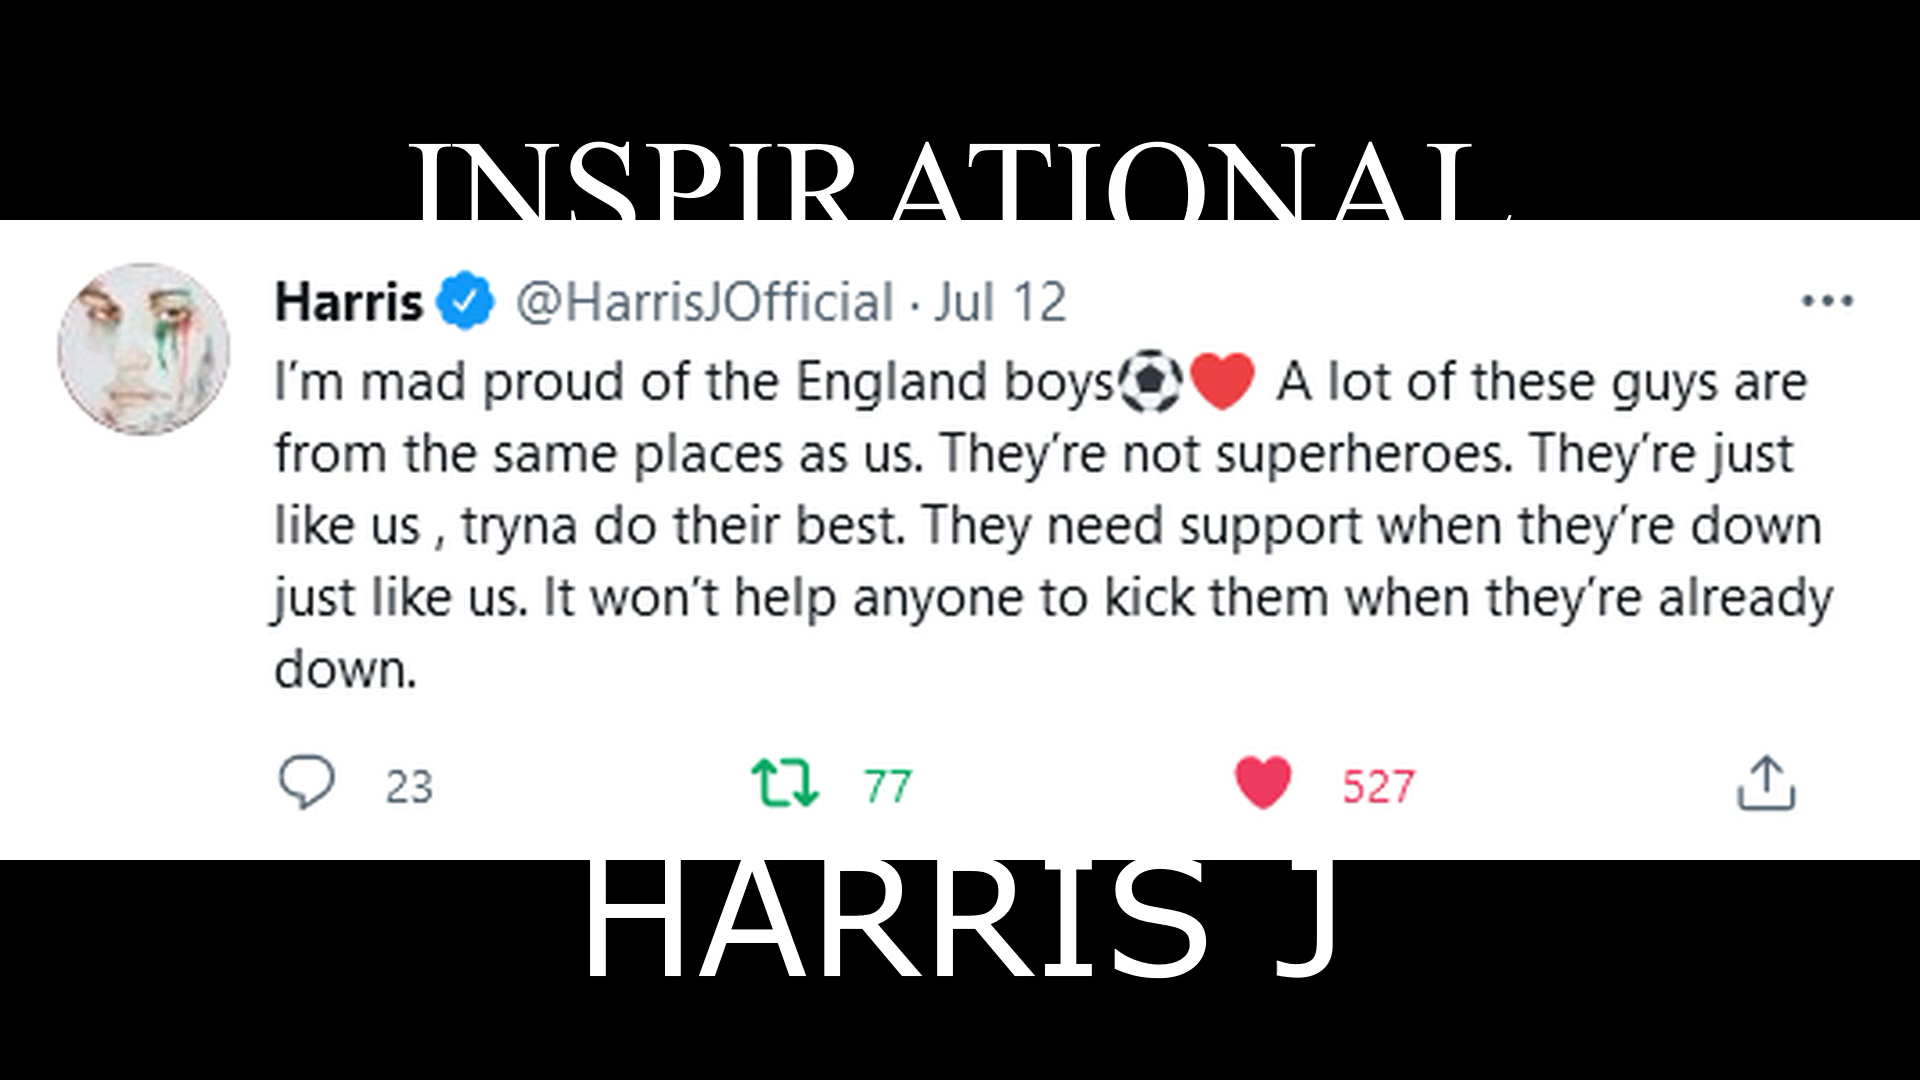 INSPIRATIONAL
Harris @HarrisJOfficial · Jul 12
I’m mad proud of the England boys⚽❤️ A lot of these guys are
from the same places as us. They’re not superheroes. They’re just
like us , tryna do their best. They need support when they’re down
just like us. It won’t help anyone to kick them when they’re already
down.
23 77 527
HARRIS J